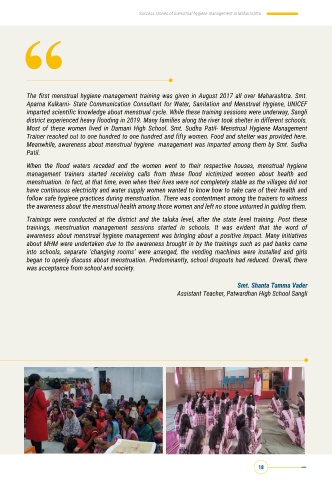 Success stories of menstrual hygiene management in Maharashtra
“
The first menstrual hygiene management training was given in August 2017 all over Maharashtra. Smt.
Aparna Kulkarni- State Communication Consultant for Water, Sanitation and Menstrual Hygiene, UNICEF
imparted scientific knowledge about menstrual cycle. While these training sessions were underway, Sangli
district experienced heavy flooding in 2019. Many families along the river took shelter in different schools.
Most of these women lived in Damani High School. Smt. Sudha Patil- Menstrual Hygiene Management
Trainer reached out to one hundred to one hundred and fifty women. Food and shelter was provided here.
Meanwhile, awareness about menstrual hygiene management was imparted among them by Smt. Sudha
Patil.
When the flood waters receded and the women went to their respective houses, menstrual hygiene
management trainers started receiving calls from these flood victimized women about health and
menstruation. In fact, at that time, even when their lives were not completely stable as the villages did not
have continuous electricity and water supply women wanted to know how to take care of their health and
follow safe hygiene practices during menstruation. There was contentment among the trainers to witness
the awareness about the menstrual health among those women and left no stone unturned in guiding them.
Trainings were conducted at the district and the taluka level, after the state level training. Post these
trainings, menstruation management sessions started in schools. It was evident that the word of
awareness about menstrual hygiene management was bringing about a positive impact. Many initiatives
about MHM were undertaken due to the awareness brought in by the trainings such as pad banks came
into schools, separate ‘changing rooms’ were arranged, the vending machines were installed and girls
began to openly discuss about menstruation. Predominantly, school dropouts had reduced. Overall, there
was acceptance from school and society.
Smt. Shanta Tamma Vader
Assistant Teacher, Patwardhan High School Sangli
18